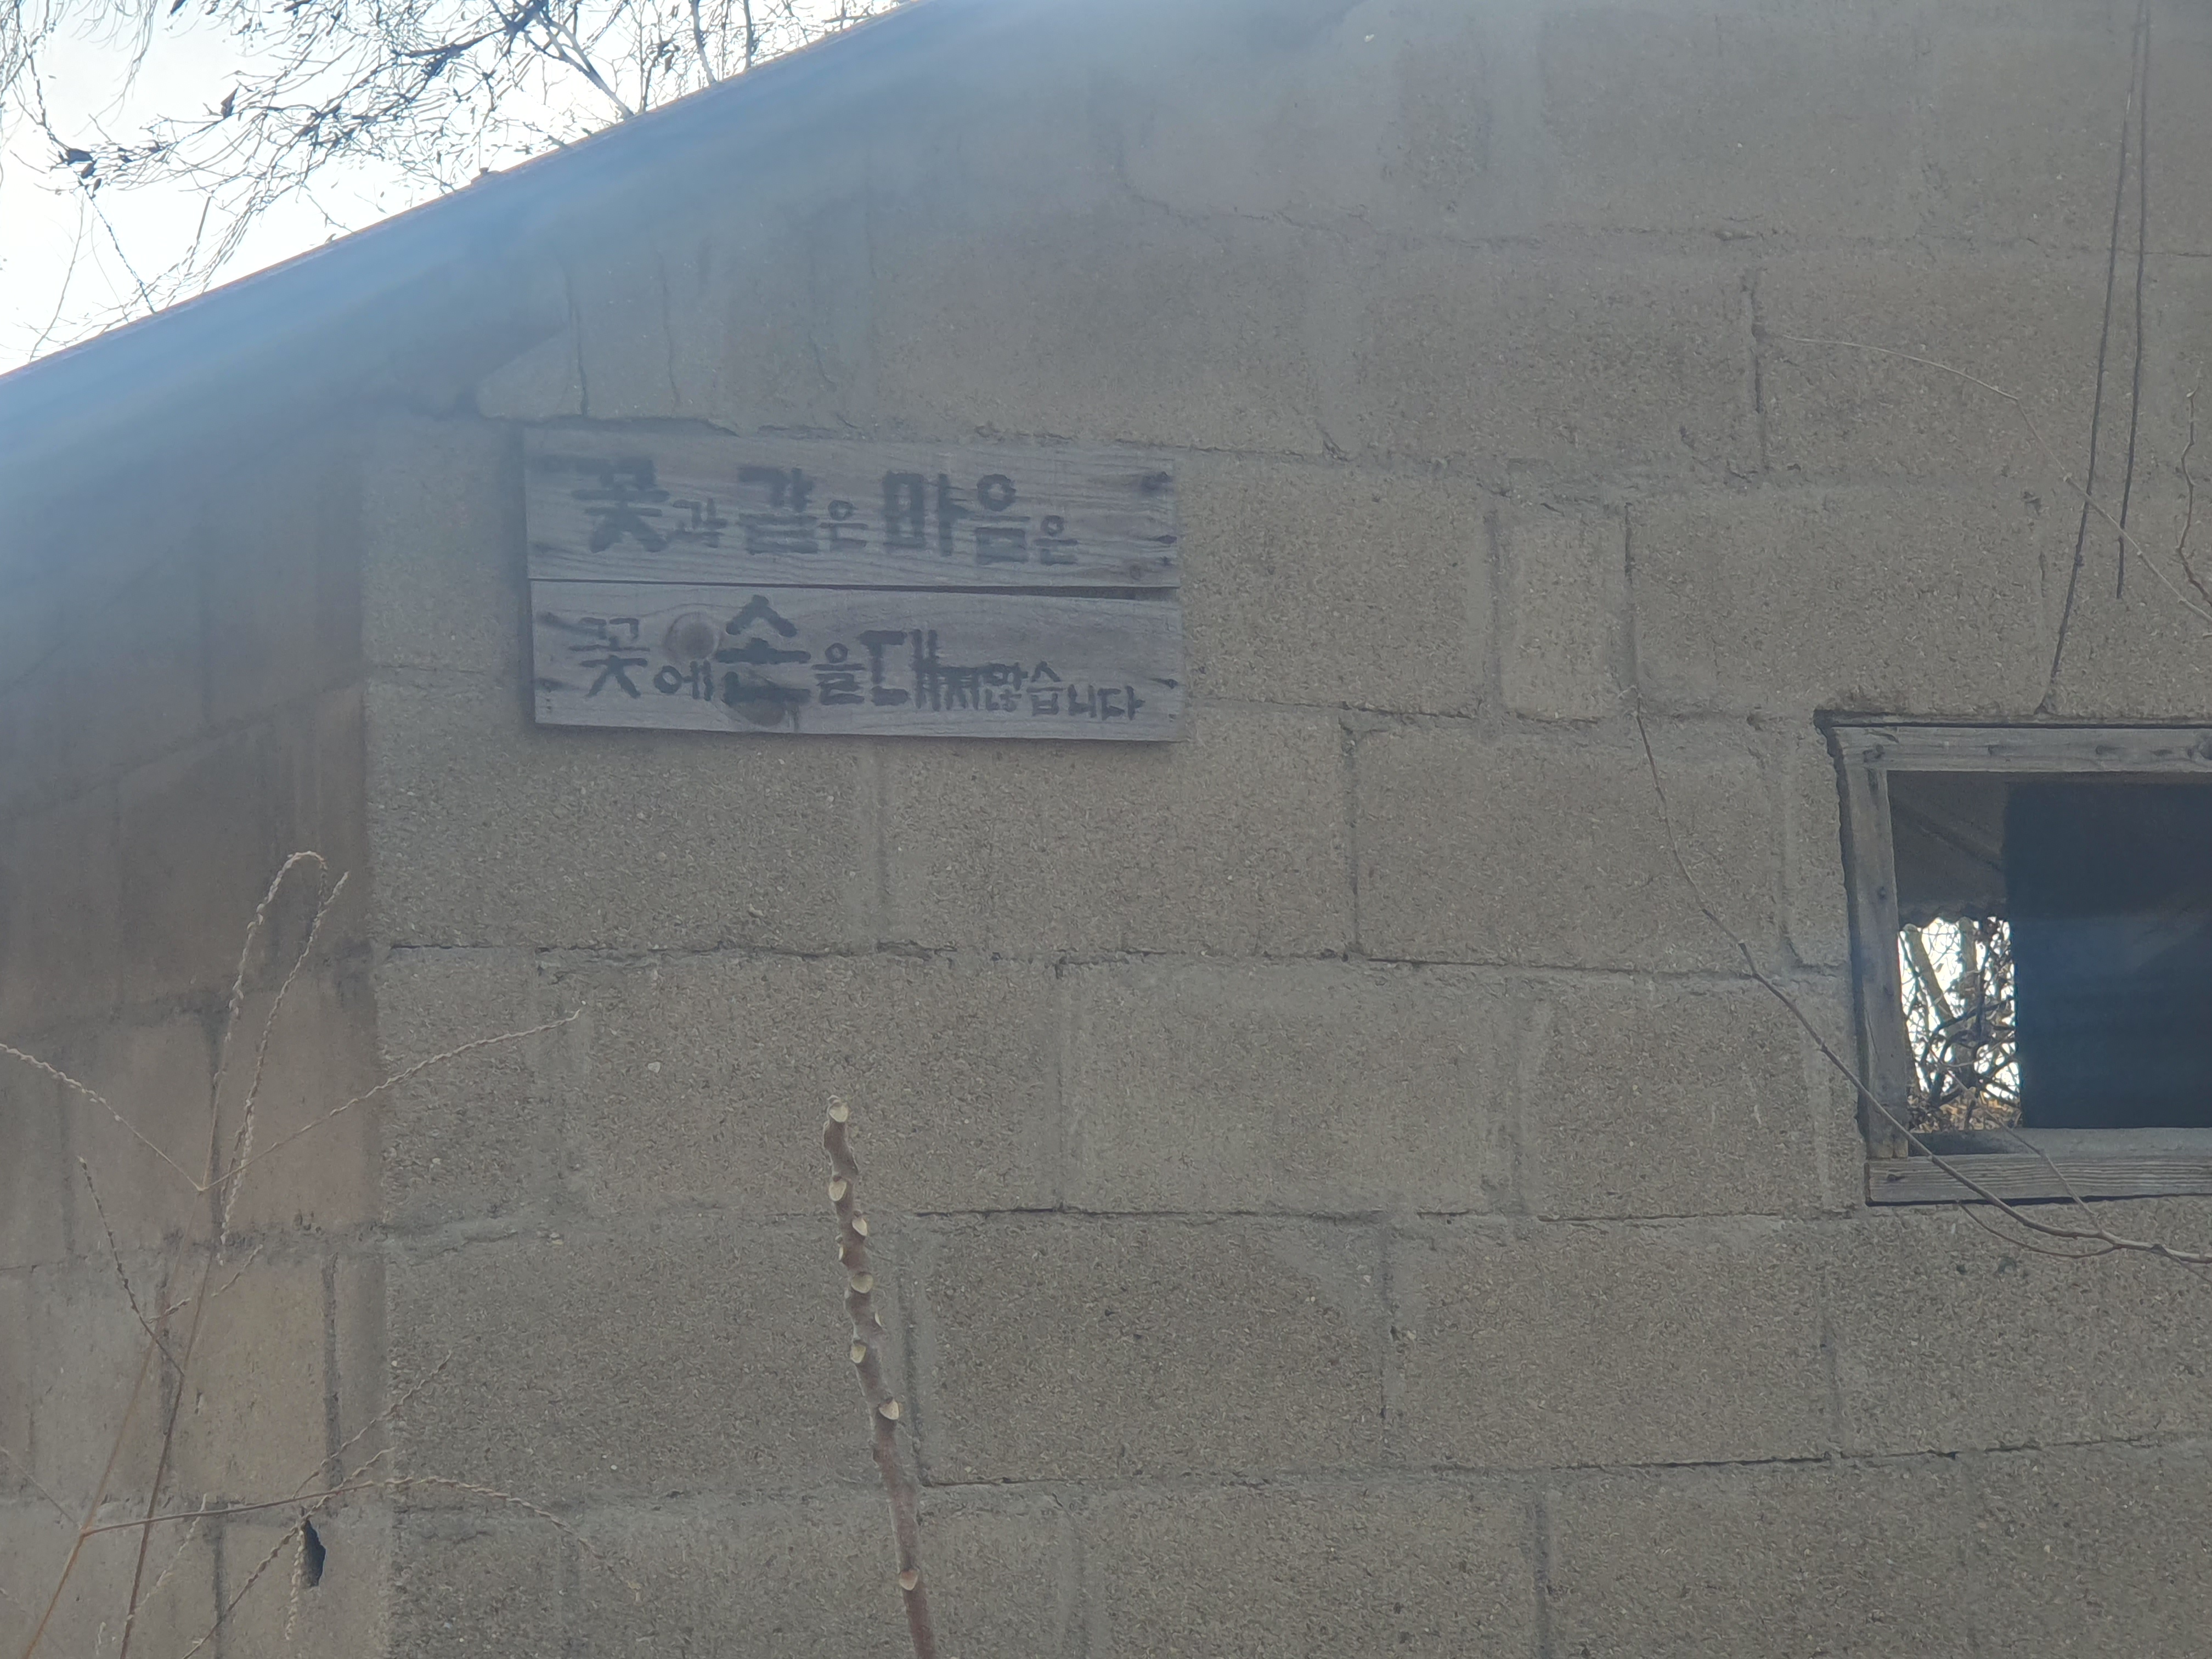 꽃과 같은 마음은
꽃에 손을 대지않습니다